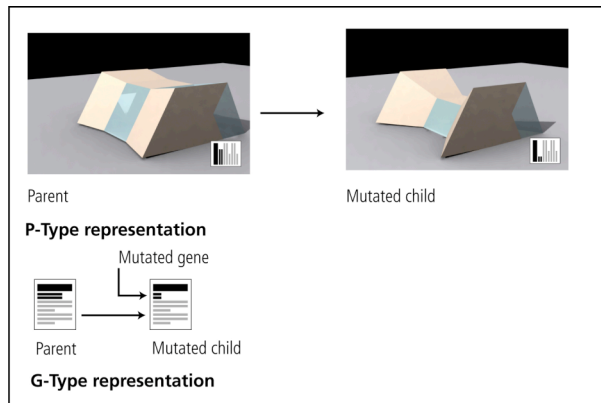 Parent
Mutated child
P-Type representation
Mutated gene
Parent
Mutated child
G-Type representation